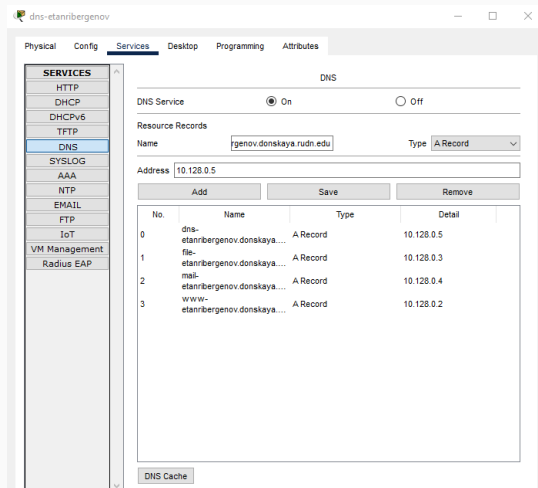 dns-etanribergenov
Physical Config Services Desktop Programming Attributes
SERVICES
HTTP
DHCP
DHCPv6
TFTP
DNS
SYSLOG
AAA
NTP
EMAIL
FTP
IoT
VM Management
Radius EAP
DNS
DNS Service On Off
Resource Records
Name rgenov.donskaya.rudn.edu Type A Record
Address 10.128.0.5
Add Save Remove
No. Name Type Detail
0 dns-
etanribergenov.donskaya.... A Record 10.128.0.5
1 file-
etanribergenov.donskaya.... A Record 10.128.0.3
2 mail-
etanribergenov.donskaya.... A Record 10.128.0.4
3 www-
etanribergenov.donskaya.... A Record 10.128.0.2
DNS Cache